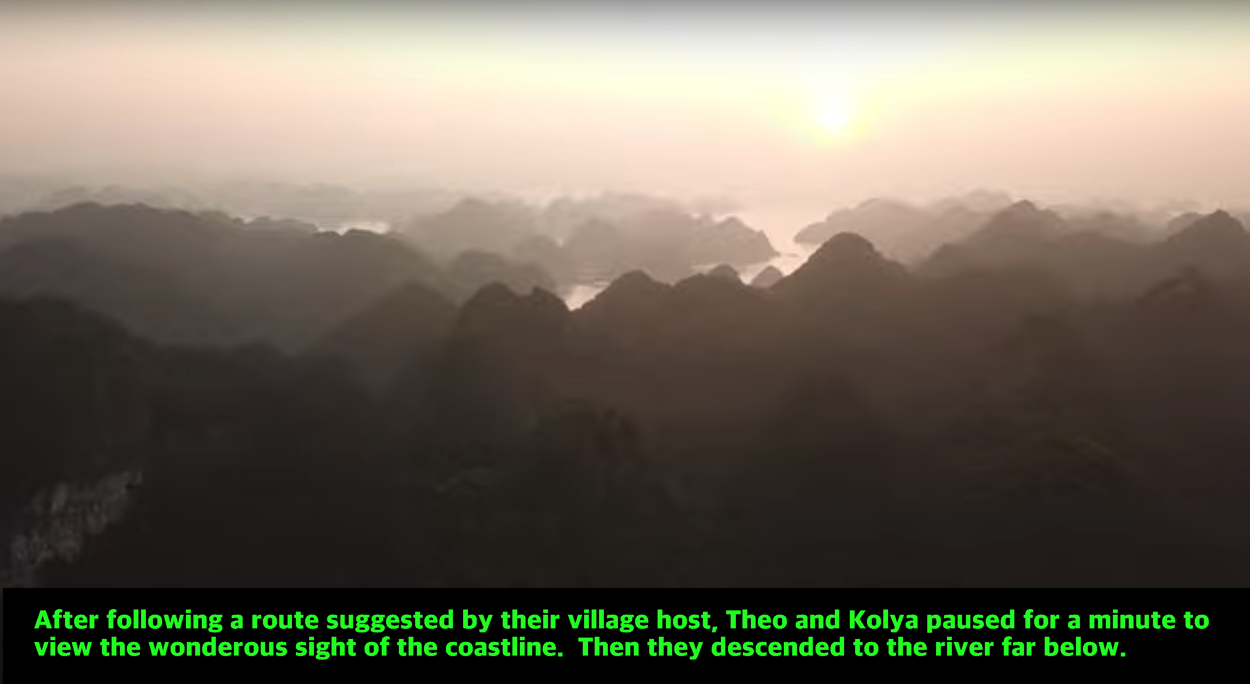 After following a route suggested by their village host, Theo and Kolya paused for a minute to
view the wonderous sight of the coastline.  Then they descended to the river far below.